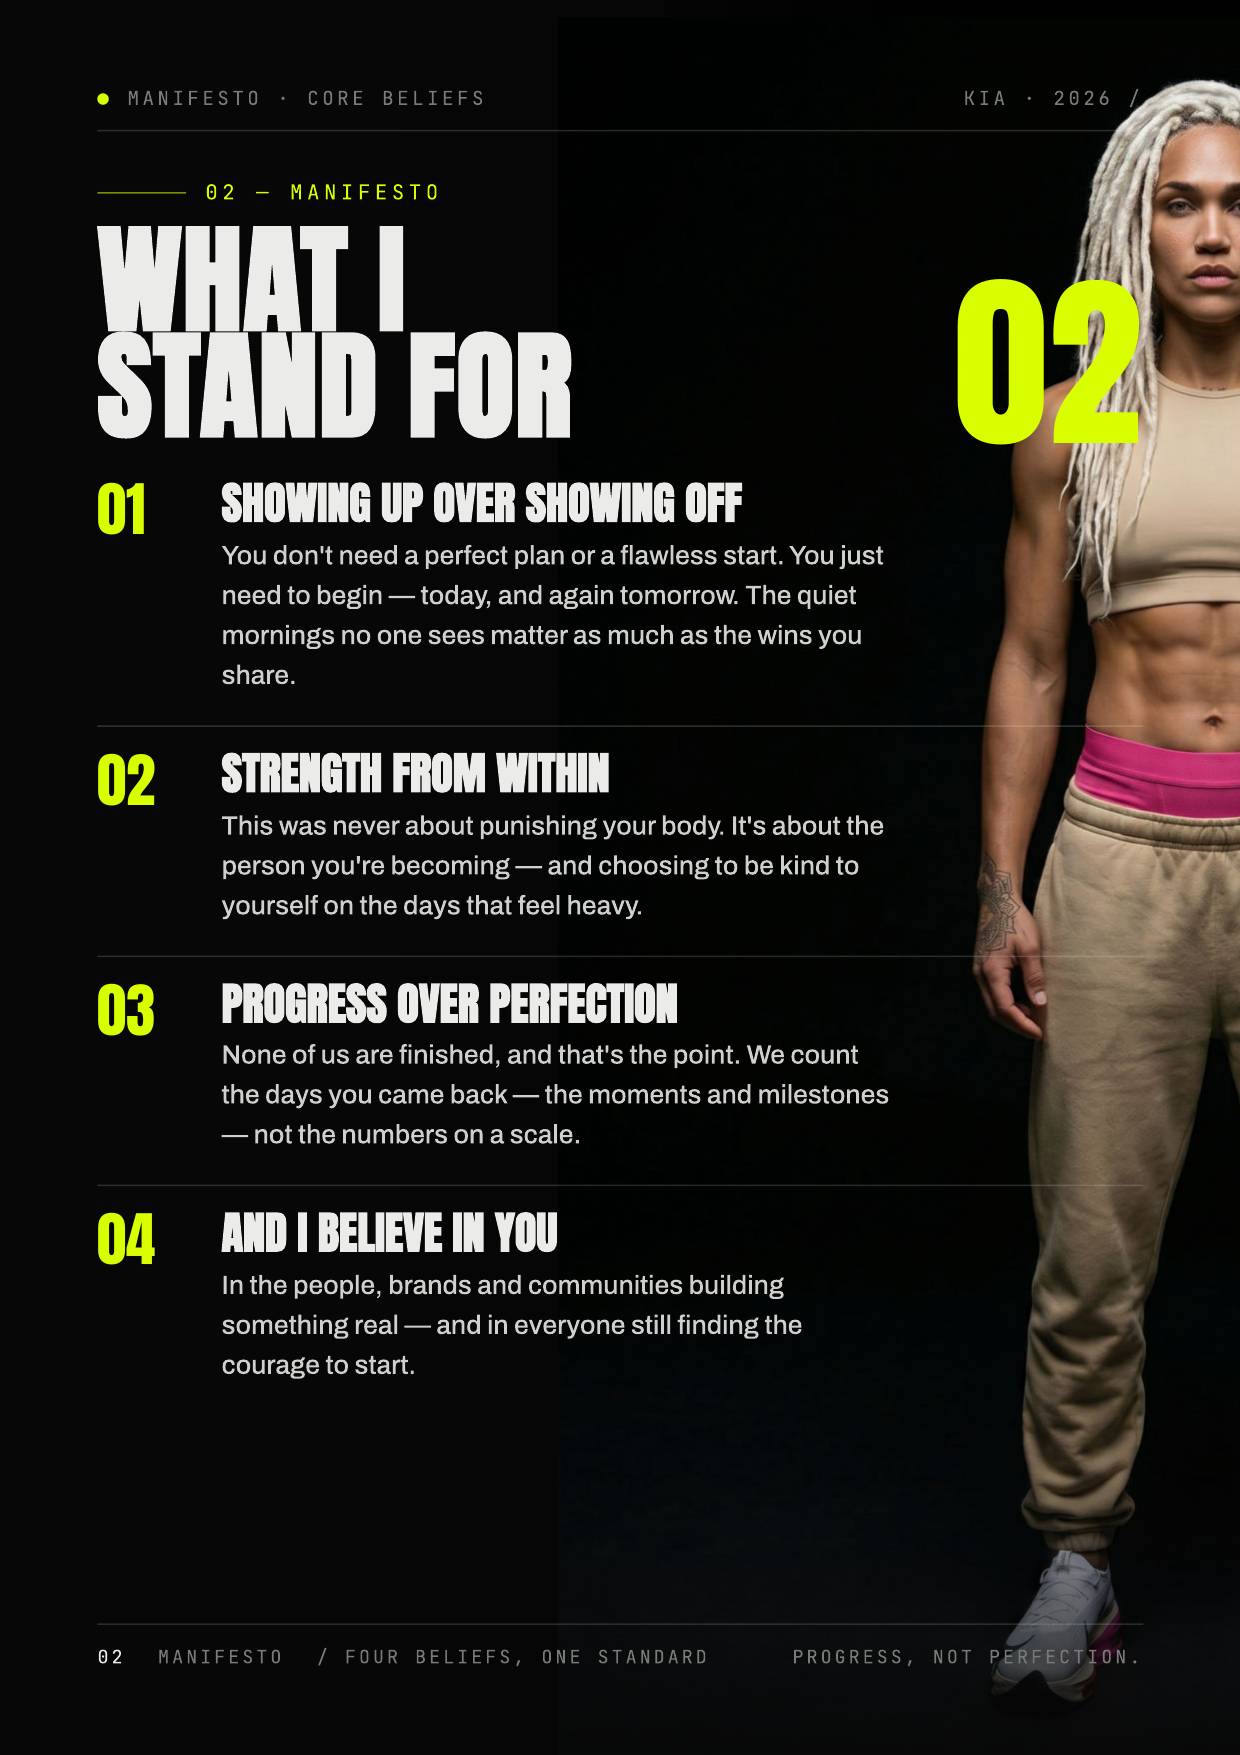 MANIFESTO · CORE BELIEFS
KIA · 2026 /
02 — MANIFESTO
WHAT I
STAND FOR
02
01
SHOWING UP OVER SHOWING OFF
You don't need a perfect plan or a flawless start. You just
need to begin — today, and again tomorrow. The quiet
mornings no one sees matter as much as the wins you
share.
02
STRENGTH FROM WITHIN
This was never about punishing your body. It's about the
person you're becoming — and choosing to be kind to
yourself on the days that feel heavy.
03
PROGRESS OVER PERFECTION
None of us are finished, and that's the point. We count
the days you came back — the moments and milestones
— not the numbers on a scale.
04
AND I BELIEVE IN YOU
In the people, brands and communities building
something real — and in everyone still finding the
courage to start.
02 MANIFESTO / FOUR BELIEFS, ONE STANDARD
PROGRESS, NOT PERFECTION.